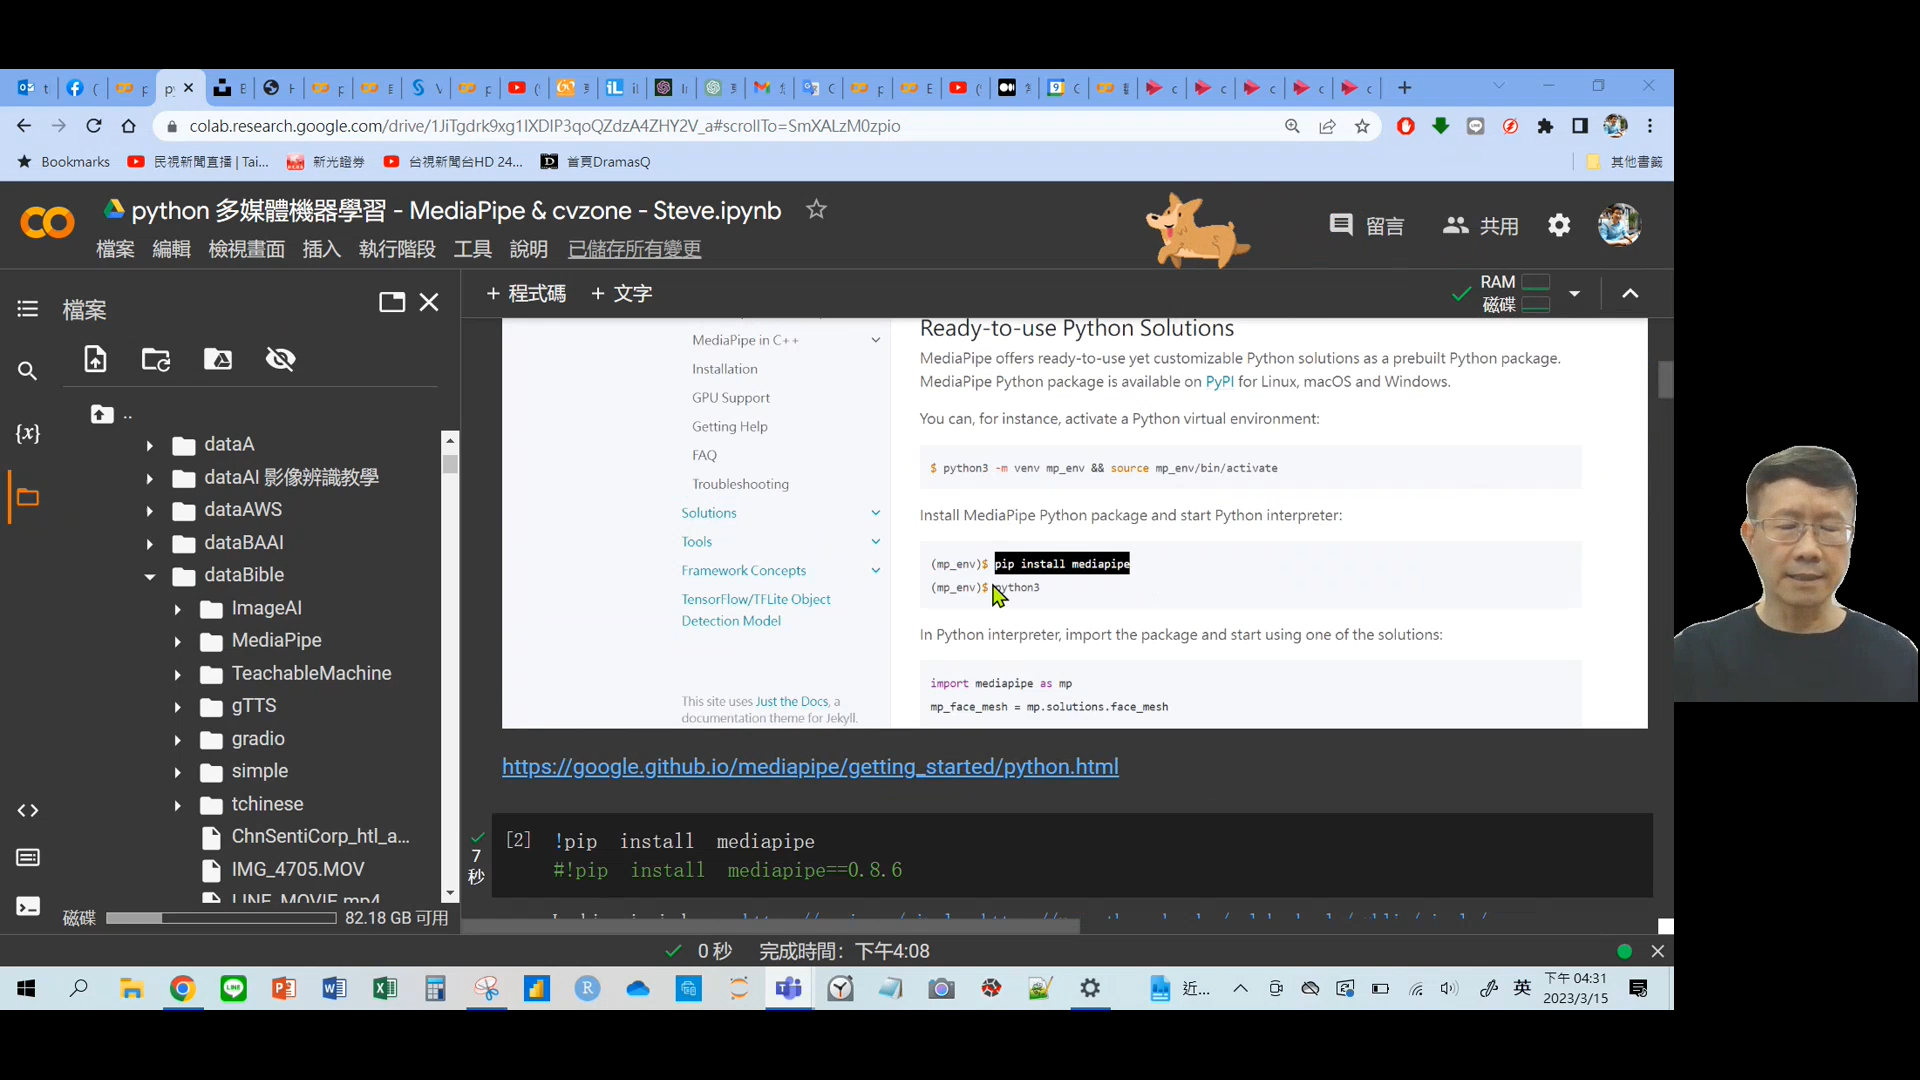 colab.research.google.com/drive/1JiTgdrk9xg1IXDIP3qoQZdzA4ZHY2V_a#scrollTo=SmXALzM0zpio
Bookmarks 民視新聞直播 | Tai... 新光證券 台視新聞台HD 24... 首頁DramasQ 其他書籤
python 多媒體機器學習 - MediaPipe & cvzone - Steve.ipynb
留言 共用
檔案 編輯 檢視畫面 插入 執行階段 工具 說明 已儲存所有變更
檔案
+ 程式碼 + 文字
RAM
磁碟
..
dataA
dataAI 影像辨識教學
dataAWS
dataBAAI
dataBible
ImageAI
MediaPipe
TeachableMachine
gTTS
gradio
simple
tchinese
ChnSentiCorp_htl_a...
IMG_4705.MOV
LINE_MOVIE.mp4
磁碟 82.18 GB 可用
MediaPipe in C++
Installation
GPU Support
Getting Help
FAQ
Troubleshooting
Solutions
Tools
Framework Concepts
TensorFlow/TFLite Object
Detection Model
This site uses Just the Docs, a
documentation theme for Jekyll.
Ready-to-use Python Solutions
MediaPipe offers ready-to-use yet customizable Python solutions as a prebuilt Python package.
MediaPipe Python package is available on PyPI for Linux, macOS and Windows.
You can, for instance, activate a Python virtual environment:
$ python3 -m venv mp_env && source mp_env/bin/activate
Install MediaPipe Python package and start Python interpreter:
(mp_env)$ pip install mediapipe
(mp_env)$ python3
In Python interpreter, import the package and start using one of the solutions:
import mediapipe as mp
mp_face_mesh = mp.solutions.face_mesh
https://google.github.io/mediapipe/getting_started/python.html
[2] !pip install mediapipe
#!pip install mediapipe==0.8.6
7
秒
0 秒 完成時間：下午4:08
近... 英 下午 04:31
2023/3/15